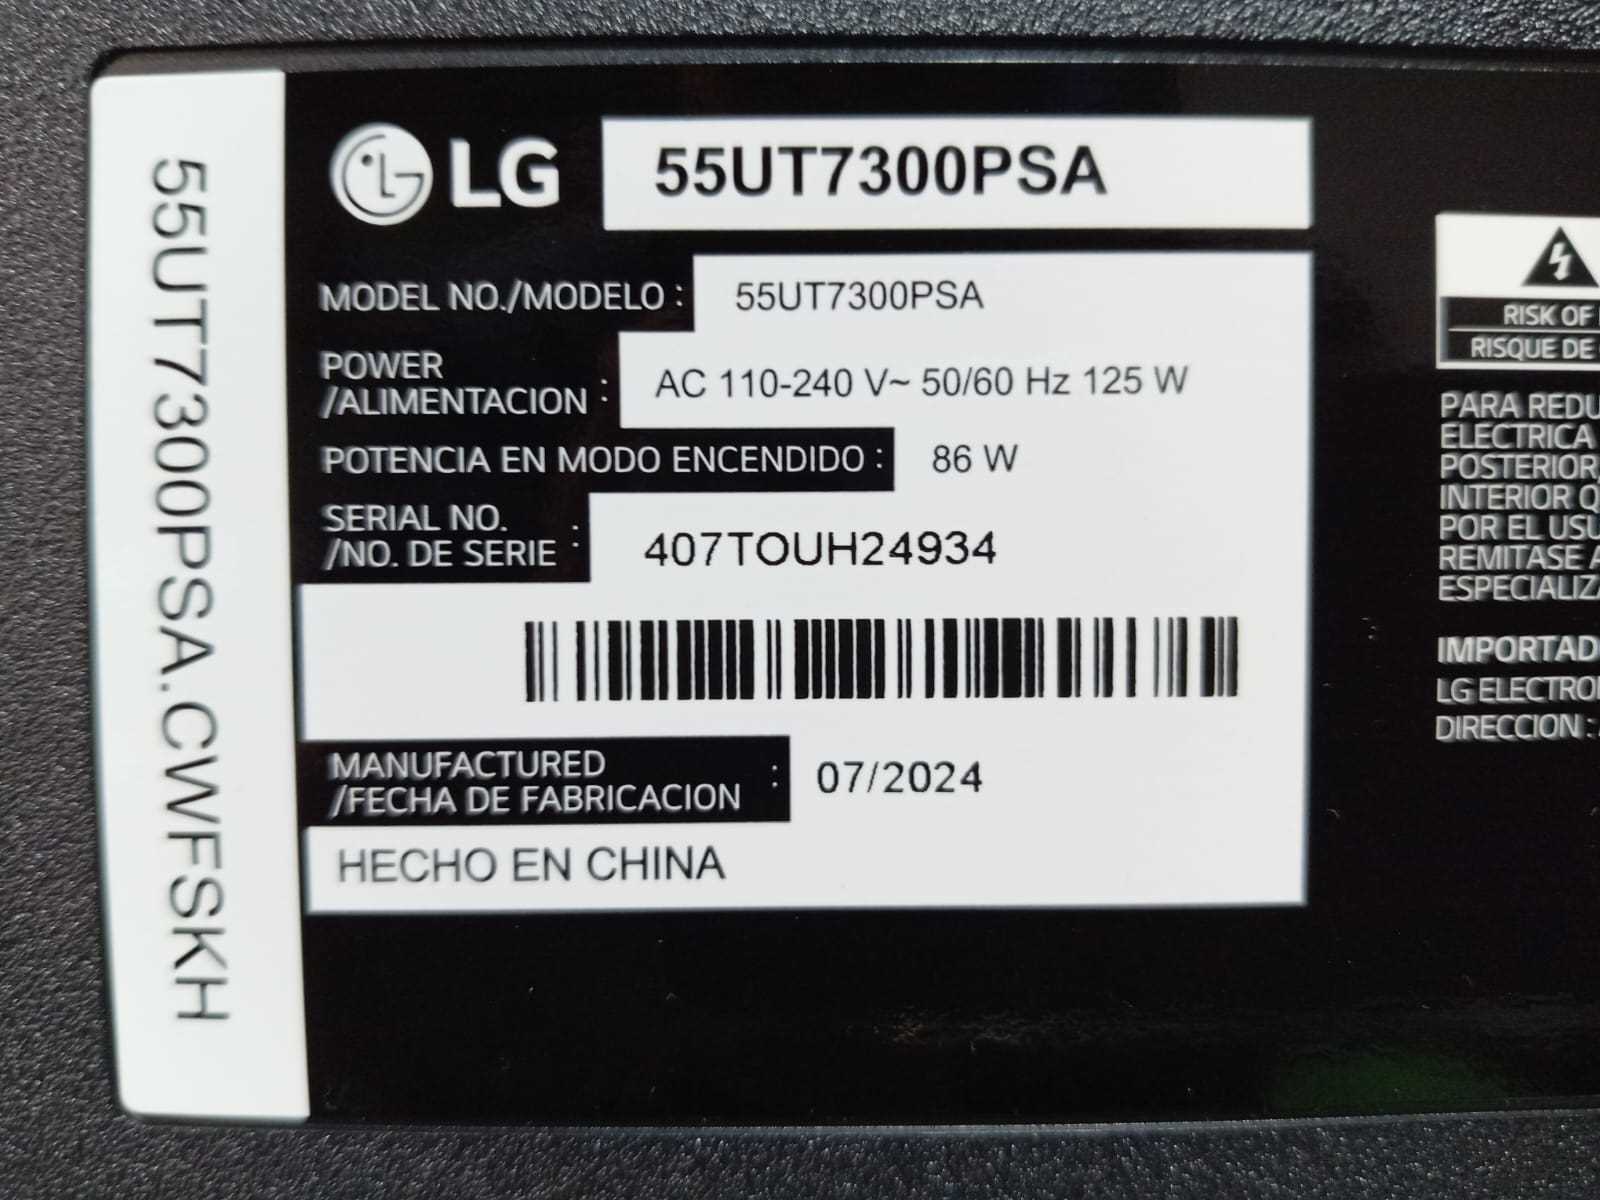 55UT7300PSA.CWFSKH
LG 55UT7300PSA
MODEL NO./MODELO : 55UT7300PSA
POWER
/ALIMENTACION : AC 110-240 V~ 50/60 Hz 125 W
POTENCIA EN MODO ENCENDIDO : 86 W
SERIAL NO.
/NO. DE SERIE : 407TOUH24934
MANUFACTURED
/FECHA DE FABRICACION : 07/2024
HECHO EN CHINA
RISK OF
RISQUE DE
PARA REDU
ELECTRICA
POSTERIOR,
INTERIOR Q
POR EL USU
REMITASE A
ESPECIALIZA
IMPORTADO
LG ELECTRON
DIRECCION :